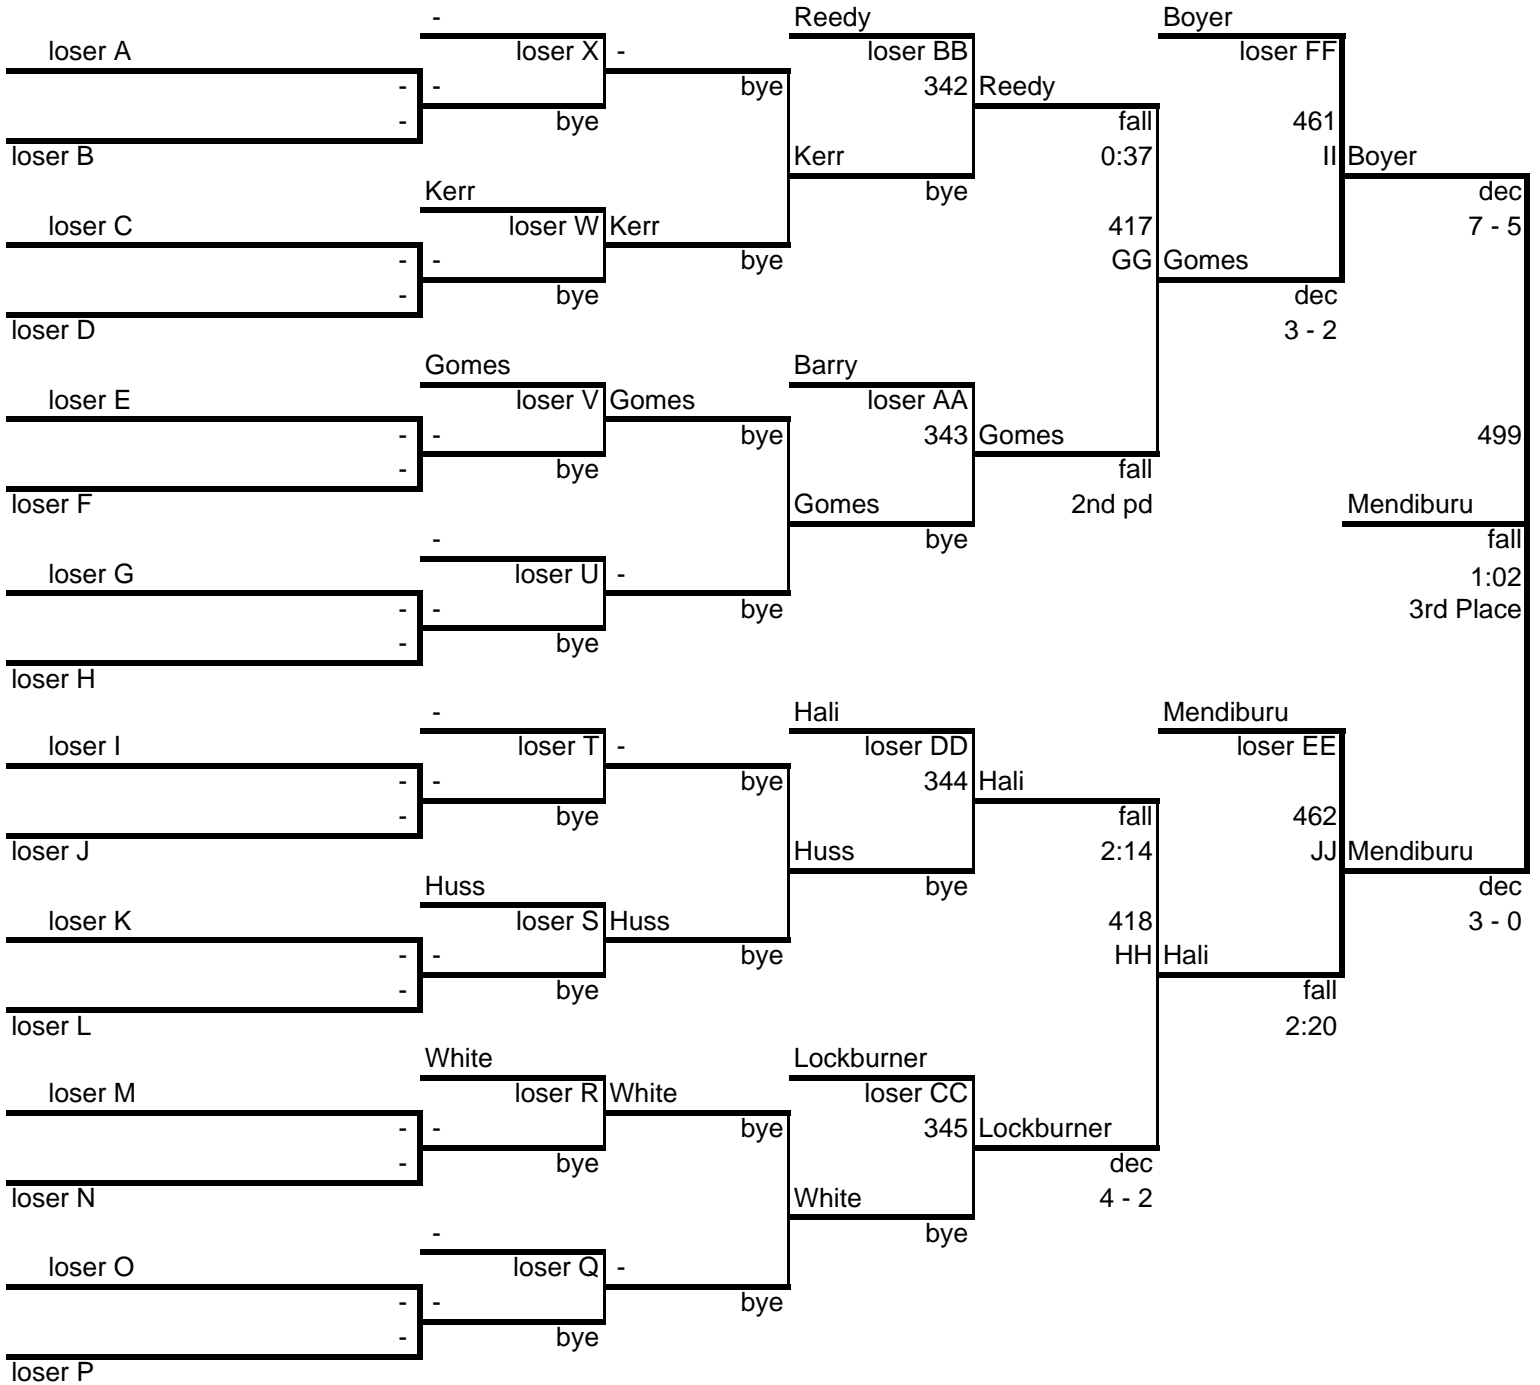 -
Reedy
Boyer
loser A
loser X
-
loser BB
loser FF
-
-
bye
342
Reedy
-
bye
fall
461
loser B
Kerr
0:37
II
Boyer
Kerr
bye
dec
loser C
loser W
Kerr
417
7 - 5
-
-
bye
GG
Gomes
-
bye
dec
loser D
3 - 2
Gomes
Barry
loser E
loser V
Gomes
loser AA
-
-
bye
343
Gomes
499
-
bye
fall
loser F
Gomes
2nd pd
Mendiburu
-
bye
fall
loser G
loser U
-
1:02
-
-
bye
3rd Place
-
bye
loser H
-
Hali
Mendiburu
loser I
loser T
-
loser DD
loser EE
-
-
bye
344
Hali
-
bye
fall
462
loser J
Huss
2:14
JJ
Mendiburu
Huss
bye
dec
loser K
loser S
Huss
418
3 - 0
-
-
bye
HH
Hali
-
bye
fall
loser L
2:20
White
Lockburner
loser M
loser R
White
loser CC
-
-
bye
345
Lockburner
-
bye
dec
loser N
White
4 - 2
-
bye
loser O
loser Q
-
-
-
bye
-
bye
loser P